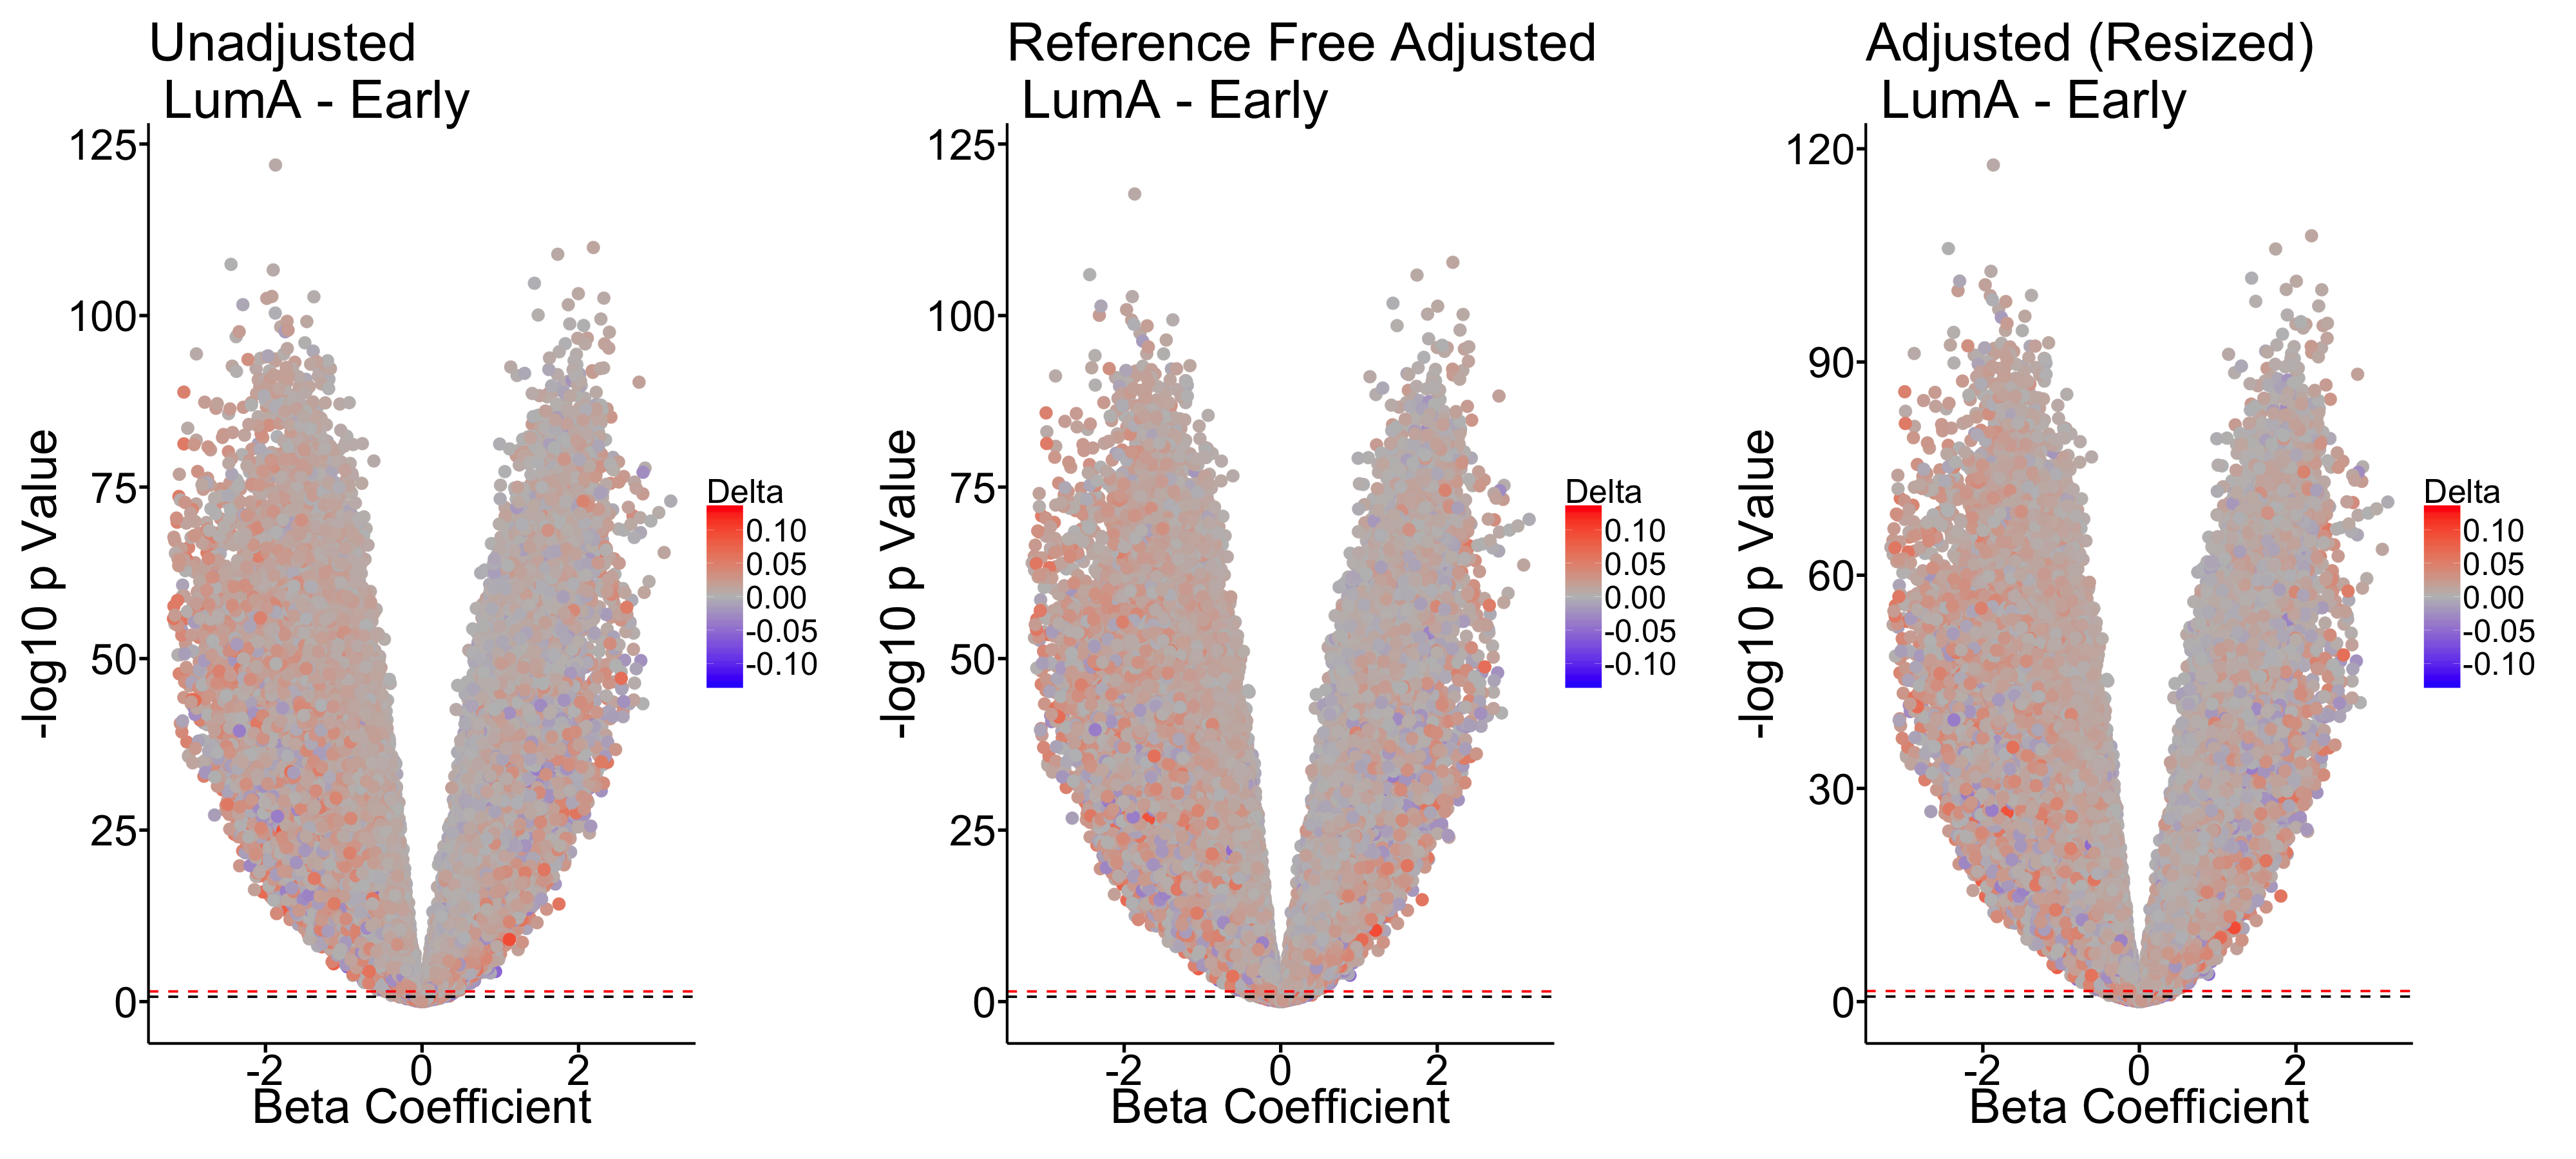 Unadjusted
LumA - Early
125
100
75
50
25
0
-2
0
2
-log10 p Value
Beta Coefficient
Delta
0.10
0.05
0.00
-0.05
-0.10
Reference Free Adjusted
LumA - Early
125
100
75
50
25
0
-2
0
2
-log10 p Value
Beta Coefficient
Delta
0.10
0.05
0.00
-0.05
-0.10
Adjusted (Resized)
LumA - Early
120
90
60
30
0
-2
0
2
-log10 p Value
Beta Coefficient
Delta
0.10
0.05
0.00
-0.05
-0.10